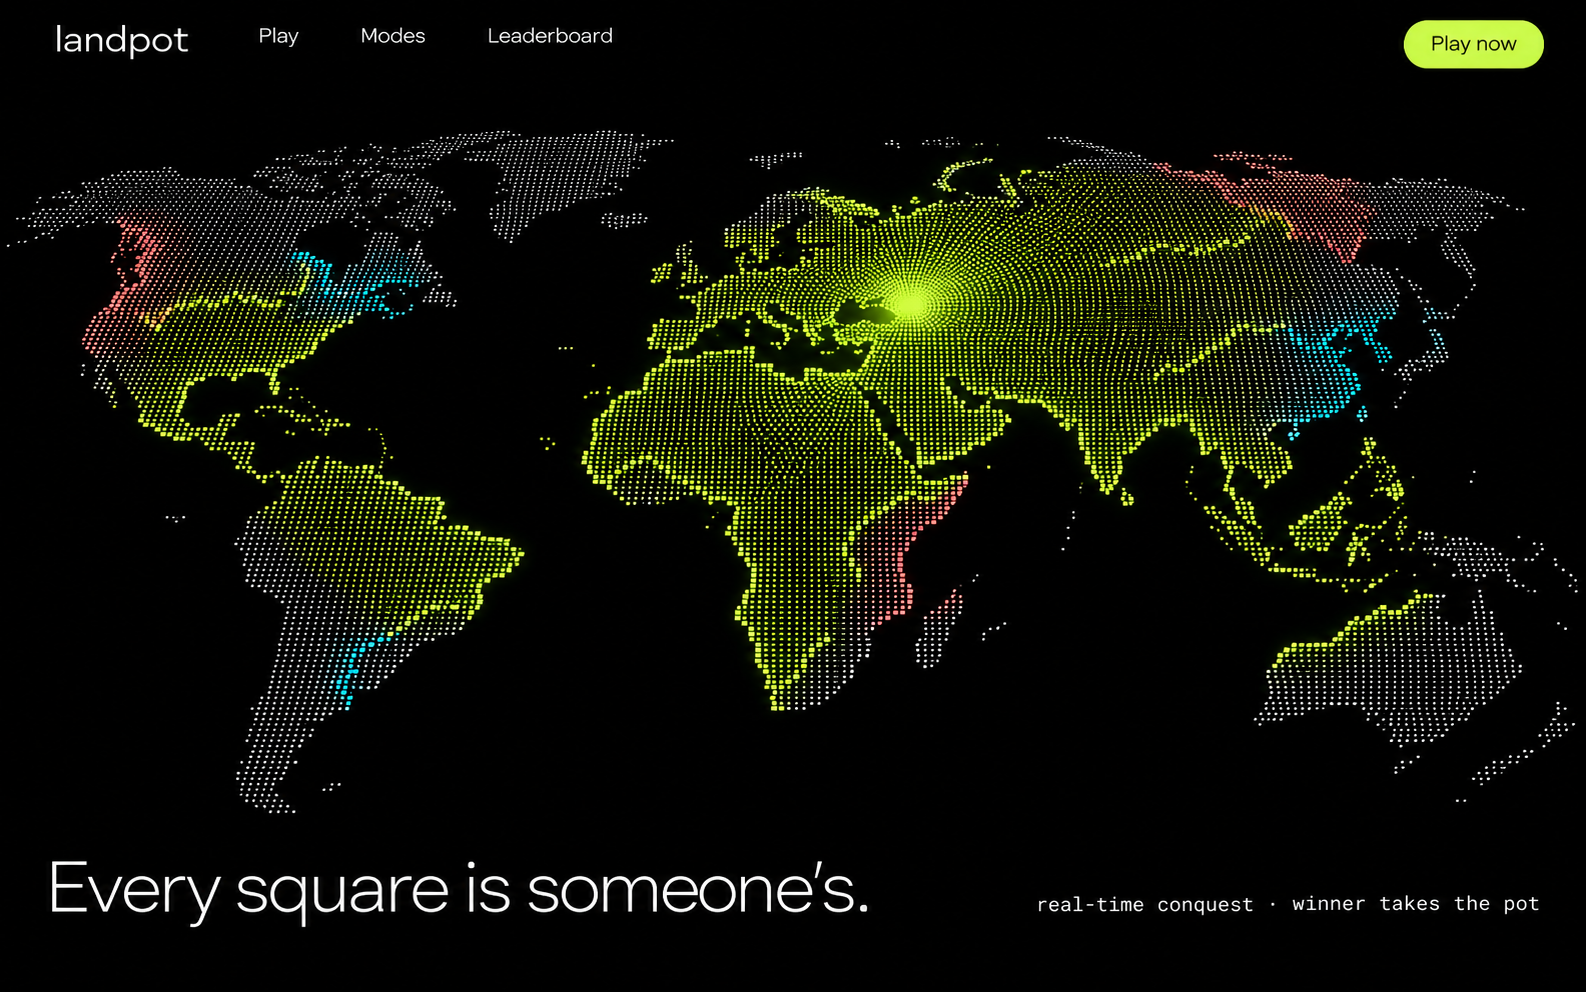 landpot
Play
Modes
Leaderboard
Play now
Every square is someone’s.
real-time conquest · winner takes the pot